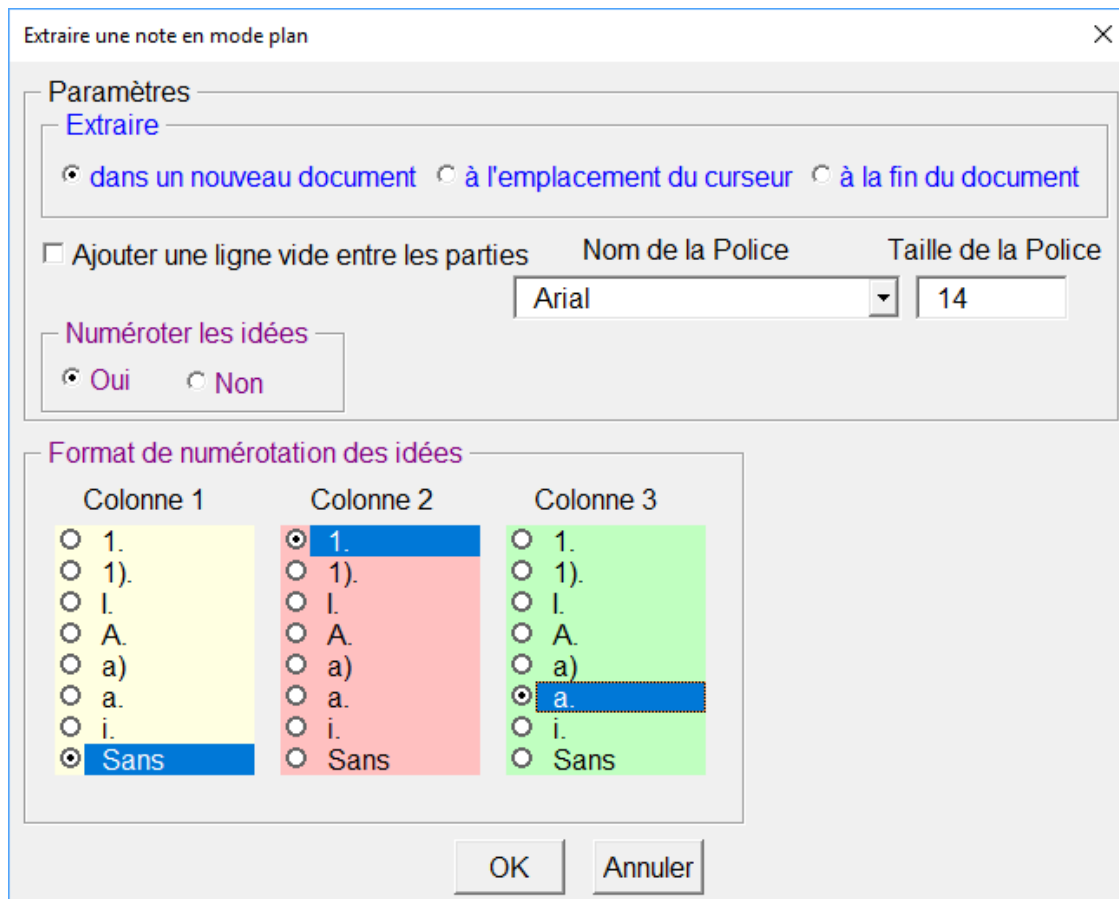 Extraire une note en mode plan
Paramètres
Extraire
dans un nouveau document à l'emplacement du curseur à la fin du document
Ajouter une ligne vide entre les parties Nom de la Police Taille de la Police
Arial 14
Numéroter les idées
Oui Non
Format de numérotation des idées
Colonne 1 Colonne 2 Colonne 3
1. 1. 1.
1). 1). 1).
I. I. I.
A. A. A.
a) a) a)
a. a. a.
i. i. i.
Sans Sans Sans
OK Annuler